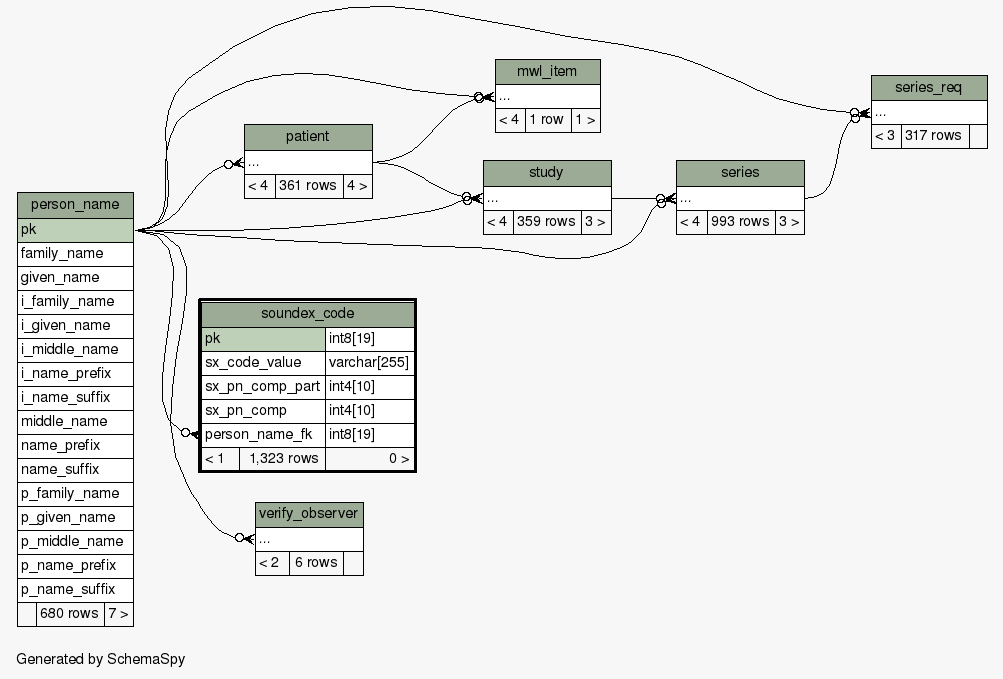 mwl_item
...
< 4 1 row 1 >
series_req
...
< 3 317 rows
patient
...
< 4 361 rows 4 >
study
...
< 4 359 rows 3 >
series
...
< 4 993 rows 3 >
person_name
pk
family_name
given_name
i_family_name
i_given_name
i_middle_name
i_name_prefix
i_name_suffix
middle_name
name_prefix
name_suffix
p_family_name
p_given_name
p_middle_name
p_name_prefix
p_name_suffix
680 rows 7 >
soundex_code
pk int8[19]
sx_code_value varchar[255]
sx_pn_comp_part int4[10]
sx_pn_comp int4[10]
person_name_fk int8[19]
< 1 1,323 rows 0 >
verify_observer
...
< 2 6 rows
Generated by SchemaSpy